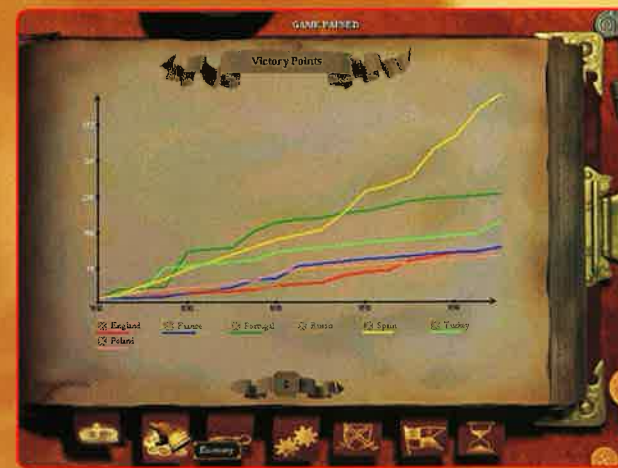 GAME PAUSED
Victory Points
England France Portugal Russia Spain Turkey
Poland
Economy